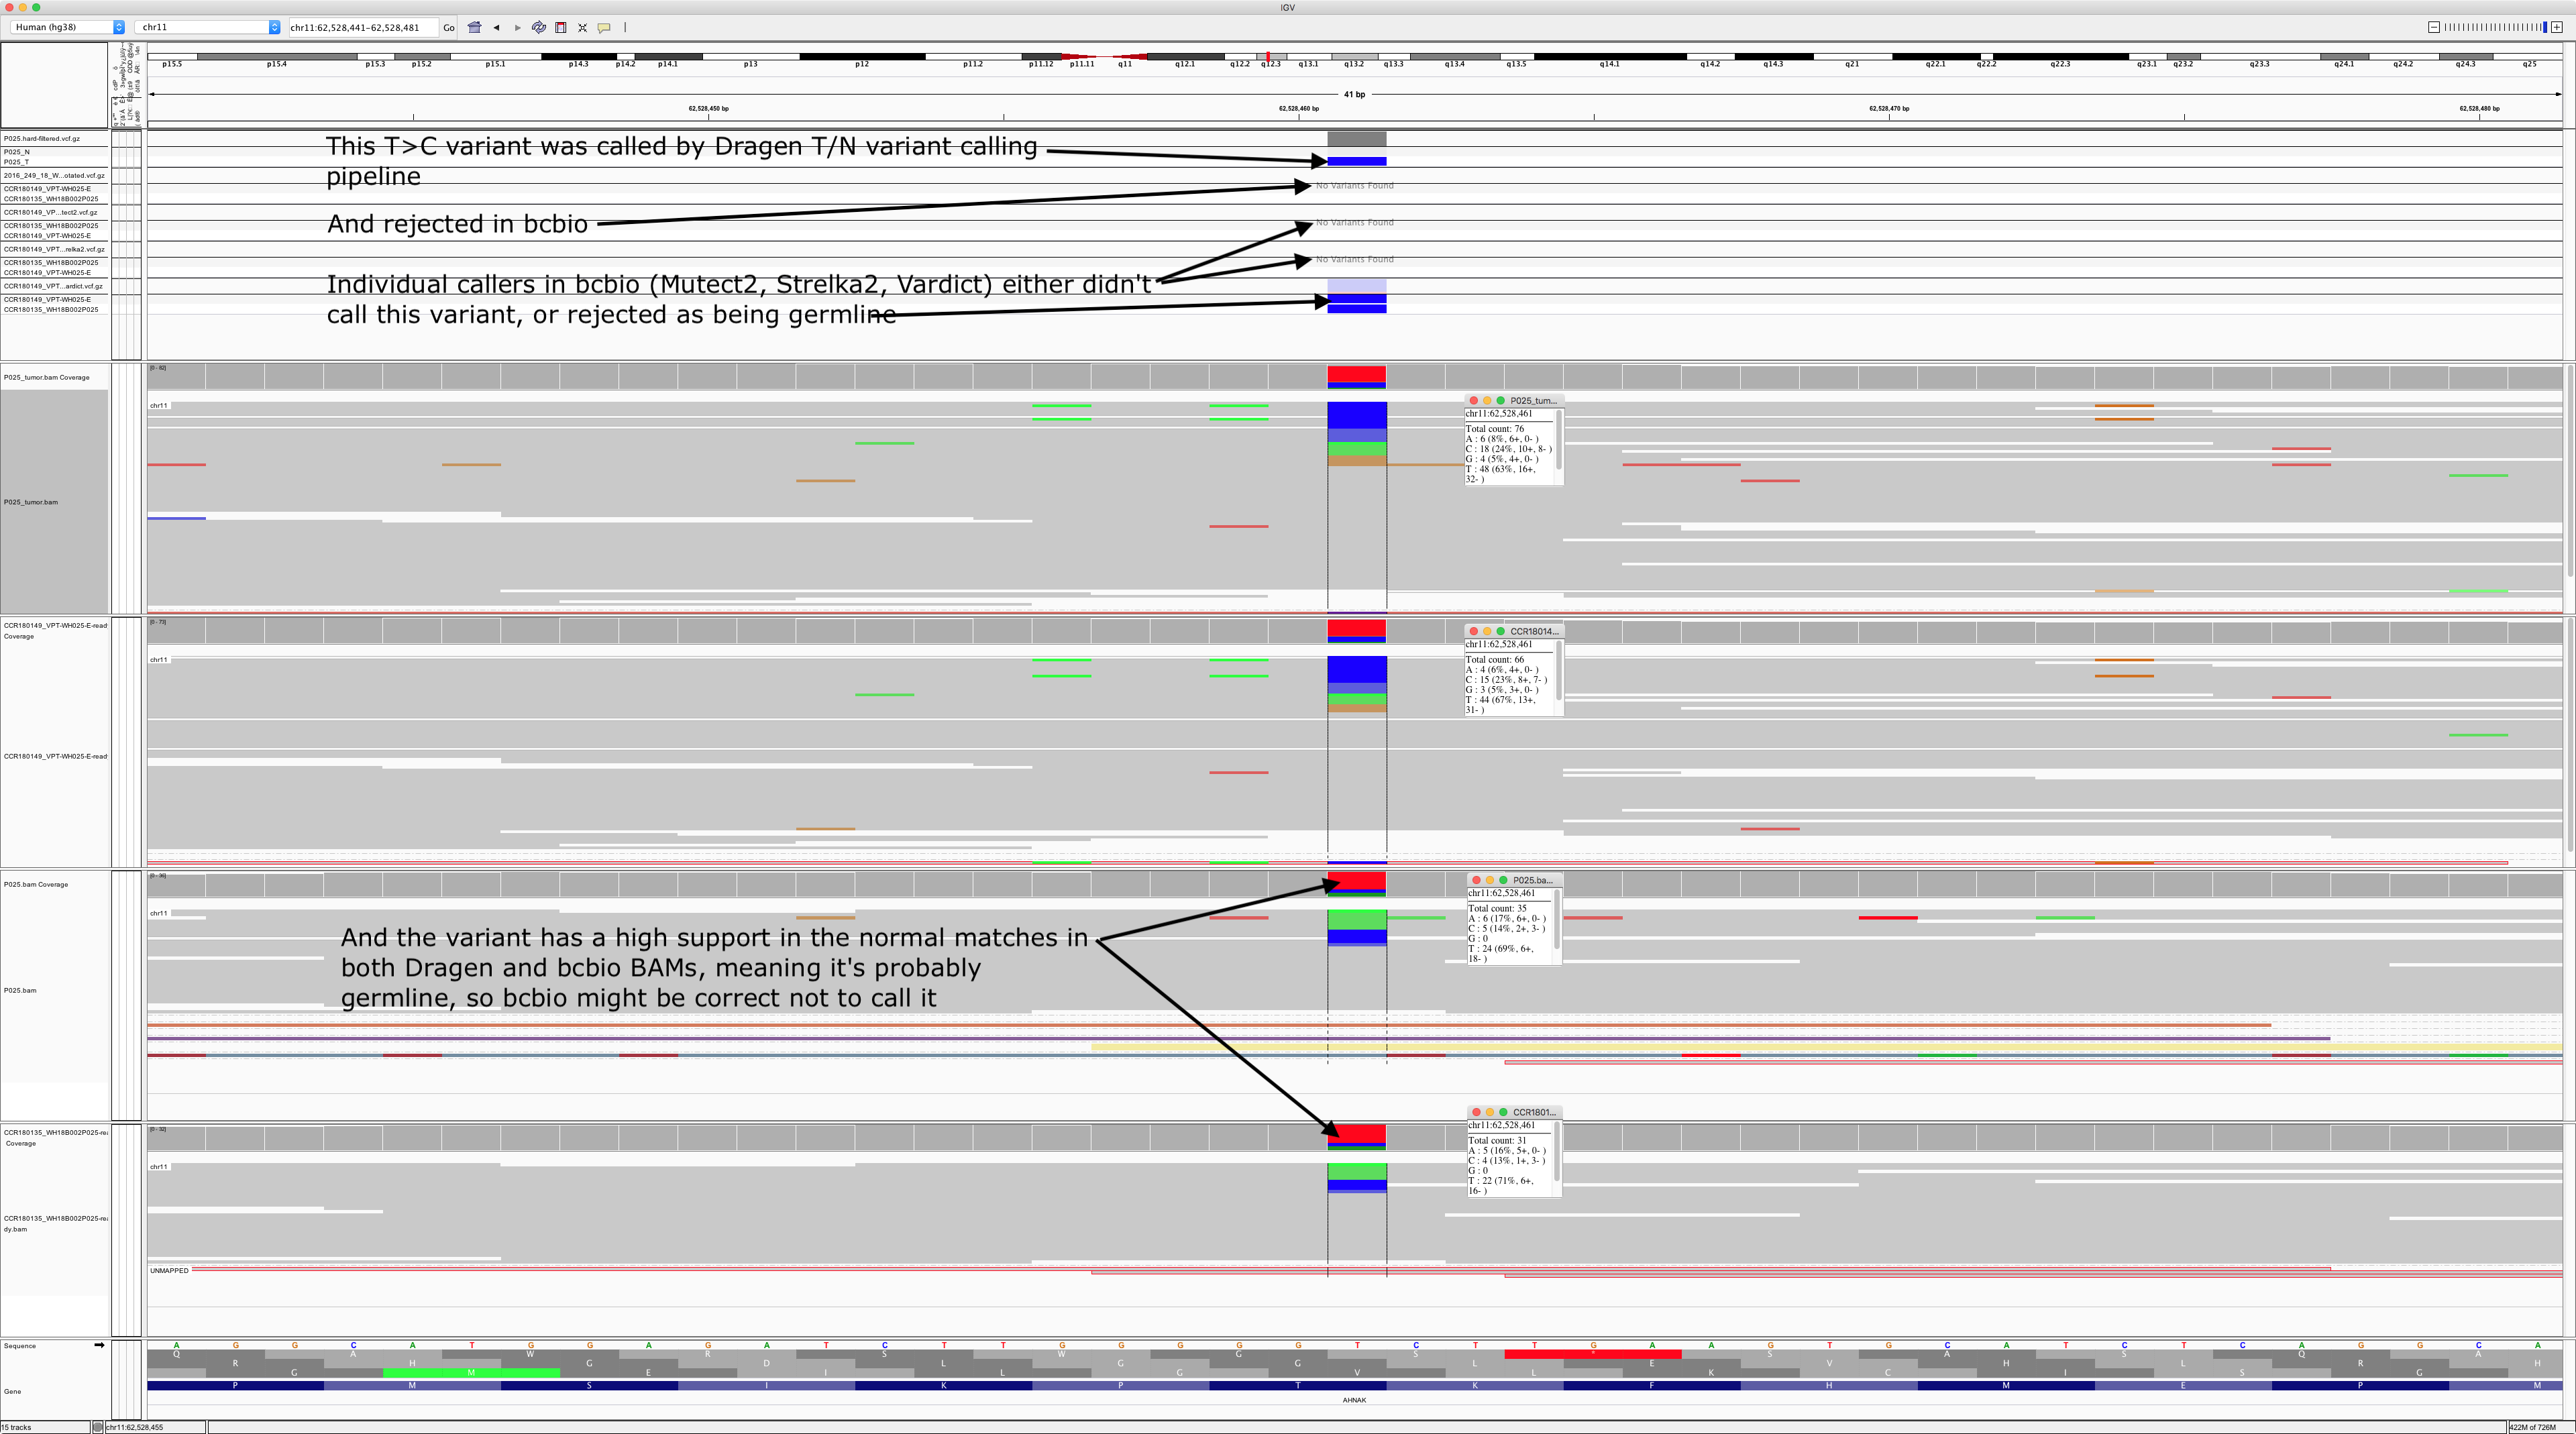 IGV
Human (hg38) chr11 chr11:62,528,441-62,528,481 Go
p15.5 p15.4 p15.3 p15.2 p15.1 p14.3 p14.2 p14.1 p13 p12 p11.2 p11.12 p11.11 q11 q12.1 q12.2 q12.3 q13.1 q13.2 q13.3 q13.4 q13.5 q14.1 q14.2 q14.3 q21 q22.1 q22.2 q22.3 q23.1 q23.2 q23.3 q24.1 q24.2 q24.3 q25
41 bp
62,528,450 bp 62,528,460 bp 62,528,470 bp 62,528,480 bp
P025.hard-filtered.vcf.gz
P025_N
P025_T
2016_249_18_W...otated.vcf.gz
CCR180149_VPT-WH025-E
CCR180135_WH18B002P025
CCR180149_VP...tect2.vcf.gz
CCR180135_WH18B002P025
CCR180149_VPT-WH025-E
CCR180149_VPT...relka2.vcf.gz
CCR180135_WH18B002P025
CCR180149_VPT-WH025-E
CCR180149_VPT...ardict.vcf.gz
CCR180149_VPT-WH025-E
CCR180135_WH18B002P025
This T>C variant was called by Dragen T/N variant calling
pipeline
No Variants Found
And rejected in bcbio
No Variants Found
No Variants Found
Individual callers in bcbio (Mutect2, Strelka2, Vardict) either didn't
call this variant, or rejected as being germline
P025_tumor.bam Coverage
[0 - 82]
chr11
P025_tumor.bam
P025_tum...
chr11:62,528,461
Total count: 76
A : 6 (8%, 6+, 0- )
C : 18 (24%, 10+, 8- )
G : 4 (5%, 4+, 0- )
T : 48 (63%, 16+,
32- )
CCR180149_VPT-WH025-E-read
Coverage
[0 - 73]
chr11
CCR180149_VPT-WH025-E-read
CCR18014...
chr11:62,528,461
Total count: 66
A : 4 (6%, 4+, 0- )
C : 15 (23%, 8+, 7- )
G : 3 (5%, 3+, 0- )
T : 44 (67%, 13+,
31- )
P025.bam Coverage
[0 - 36]
chr11
P025.bam
P025.ba...
chr11:62,528,461
Total count: 35
A : 6 (17%, 6+, 0- )
C : 5 (14%, 2+, 3- )
G : 0
T : 24 (69%, 6+,
18- )
And the variant has a high support in the normal matches in
both Dragen and bcbio BAMs, meaning it's probably
germline, so bcbio might be correct not to call it
CCR180135_WH18B002P025-rea
Coverage
[0 - 32]
chr11
CCR180135_WH18B002P025-rea
dy.bam
CCR1801...
chr11:62,528,461
Total count: 31
A : 5 (16%, 5+, 0- )
C : 4 (13%, 1+, 3- )
G : 0
T : 22 (71%, 6+,
16- )
UNMAPPED
Sequence A G G C A T G G A G A T C T T G G G G G T C T T G A A G T G C A T C T C A G G C A
Q A W R S W G S * S A L Q A
R H G D L G G L E V H S R H
G M E I L G V L K C I S G
Gene P M S I K P T K F H M E P M
AHNAK
15 tracks chr11:62,528,455 422M of 726M